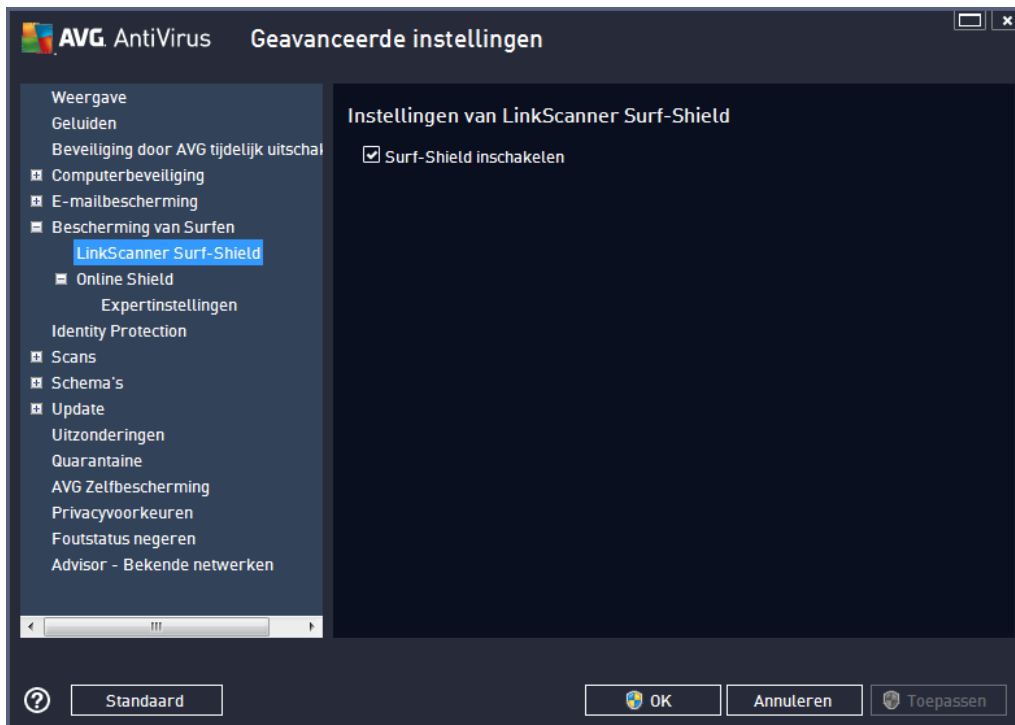 AVG. AntiVirus Geavanceerde instellingen
Weergave
Geluiden
Beveiliging door AVG tijdelijk uitschak
Computerbeveiliging
E-mailbescherming
Bescherming van Surfen
LinkScanner Surf-Shield
Online Shield
Expertinstellingen
Identity Protection
Scans
Schema's
Update
Uitzonderingen
Quarantaine
AVG Zelfbescherming
Privacyvoorkeuren
Foutstatus negeren
Advisor - Bekende netwerken
Instellingen van LinkScanner Surf-Shield
Surf-Shield inschakelen
Standaard
OK
Annuleren
Toepassen